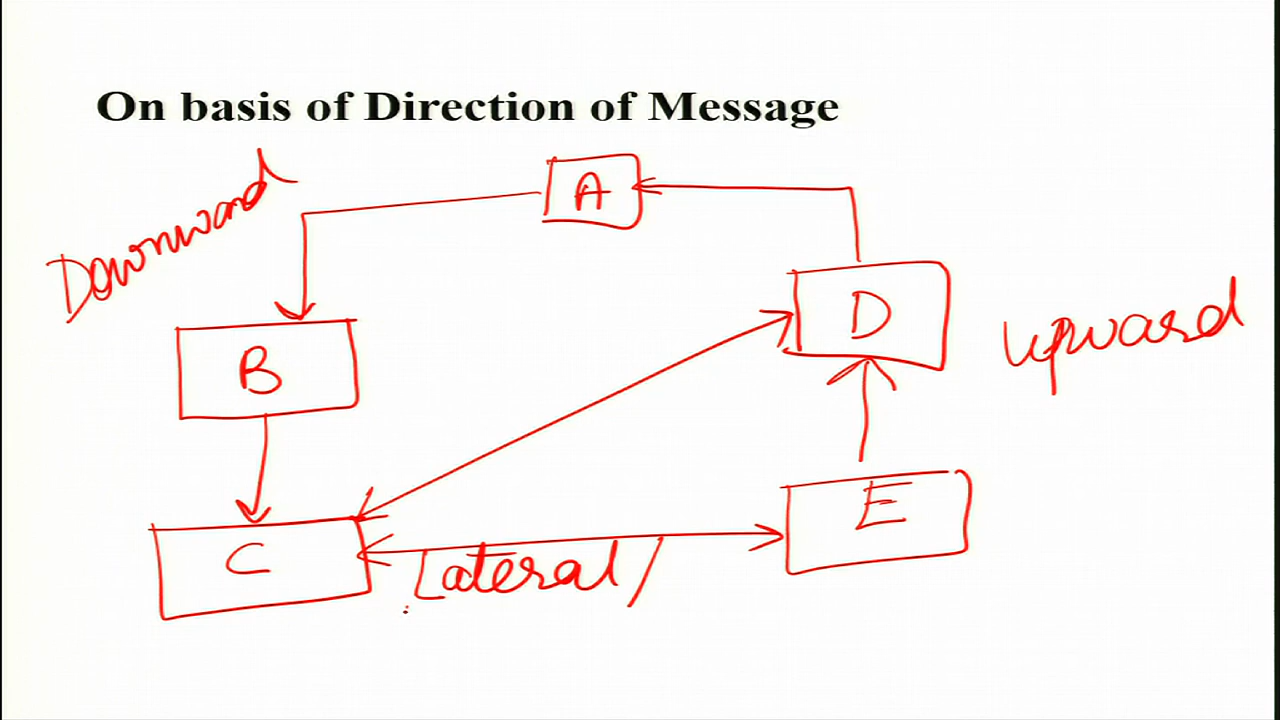 On basis of Direction of Message
Downward
A
B
D
upward
C
E
Lateral/